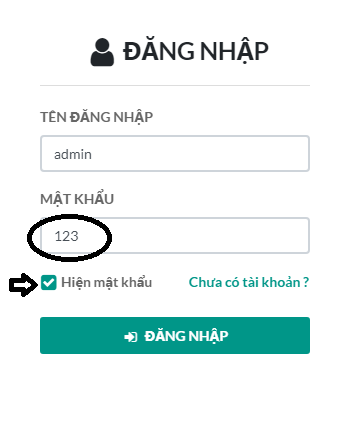 ĐĂNG NHẬP
TÊN ĐĂNG NHẬP
admin
MẬT KHẨU
123
Hiện mật khẩu Chưa có tài khoản ?
ĐĂNG NHẬP